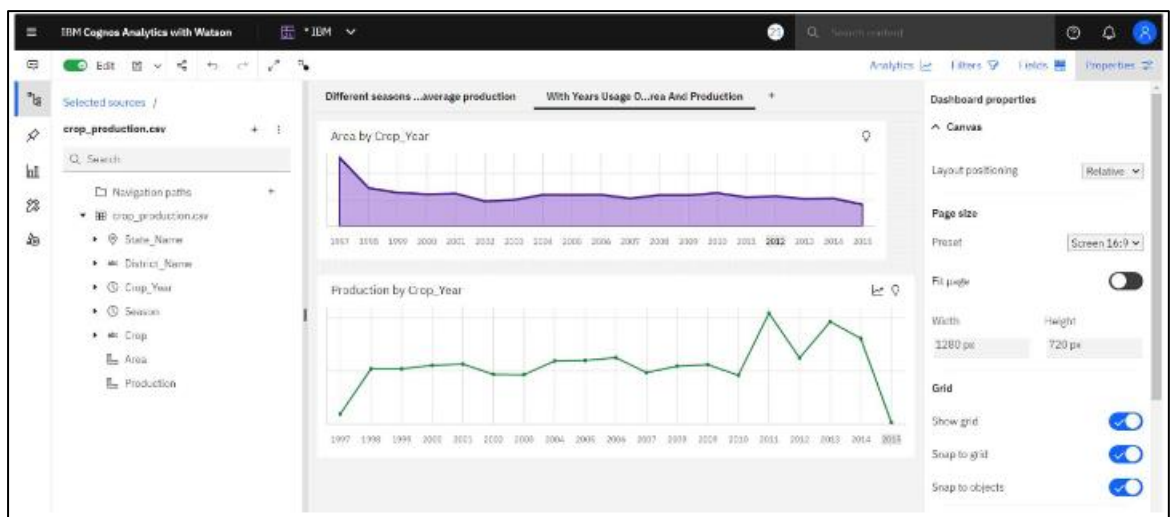 IBM Cognos Analytics with Watson
* IBM
Search content
Edit
Analytics
Filters
Fields
Properties
Selected sources /
crop_production.csv
Search
Navigation paths
crop_production.csv
State_Name
abc District_Name
Crop_Year
Season
abc Crop
Area
Production
Different seasons ...average production
With Years Usage O...rea And Production
Area by Crop_Year
1997 1998 1999 2000 2001 2002 2003 2004 2005 2006 2007 2008 2009 2010 2011 2012 2013 2014 2015
Production by Crop_Year
1997 1998 1999 2000 2001 2002 2003 2004 2005 2006 2007 2008 2009 2010 2011 2012 2013 2014 2015
Dashboard properties
Canvas
Layout positioning
Relative
Page size
Preset
Screen 16:9
Fit page
Width
Height
1280 px
720 px
Grid
Show grid
Snap to grid
Snap to objects